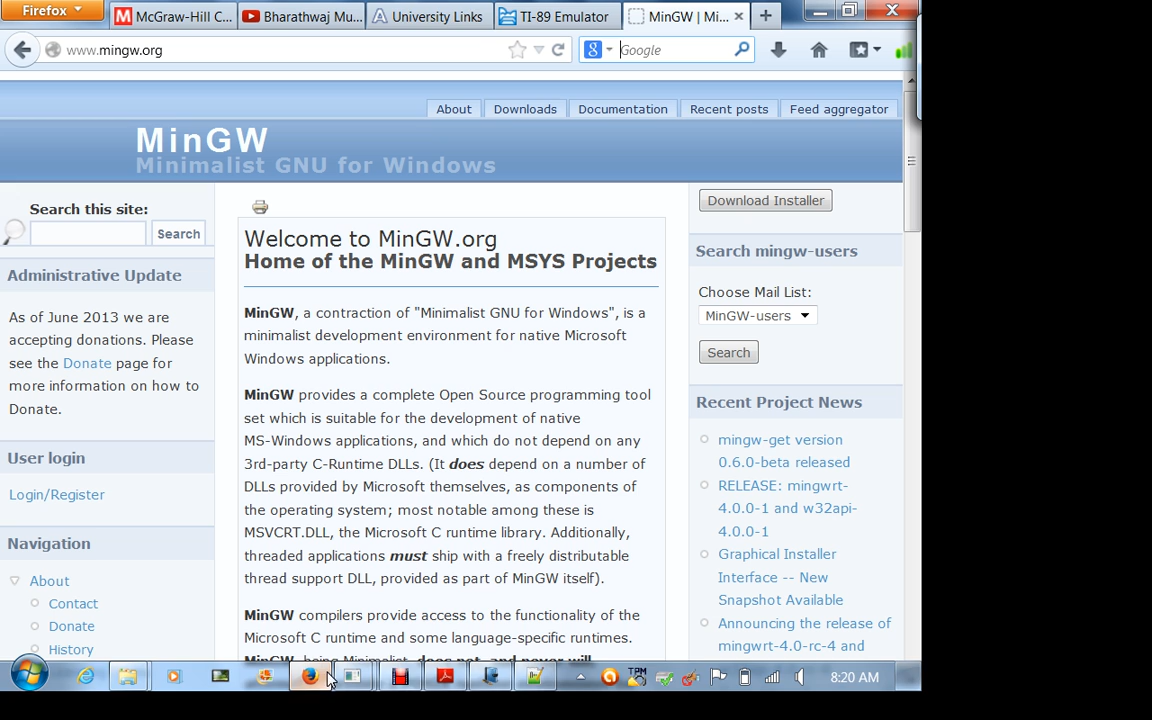 Firefox
McGraw-Hill C...
Bharathwaj Mu...
University Links
TI-89 Emulator
MinGW | Mi...
www.mingw.org
Google
About
Downloads
Documentation
Recent posts
Feed aggregator
MinGW
Minimalist GNU for Windows
Search this site:
Search
Administrative Update
As of June 2013 we are
accepting donations. Please
see the Donate page for
more information on how to
Donate.
User login
Login/Register
Navigation
About
Contact
Donate
History
Welcome to MinGW.org
Home of the MinGW and MSYS Projects
MinGW, a contraction of "Minimalist GNU for Windows", is a
minimalist development environment for native Microsoft
Windows applications.
MinGW provides a complete Open Source programming tool
set which is suitable for the development of native
MS-Windows applications, and which do not depend on any
3rd-party C-Runtime DLLs. (It does depend on a number of
DLLs provided by Microsoft themselves, as components of
the operating system; most notable among these is
MSVCRT.DLL, the Microsoft C runtime library. Additionally,
threaded applications must ship with a freely distributable
thread support DLL, provided as part of MinGW itself).
MinGW compilers provide access to the functionality of the
Microsoft C runtime and some language-specific runtimes.
MinGW, being Minimalist, does not, and never will
Download Installer
Search mingw-users
Choose Mail List:
MinGW-users
Search
Recent Project News
mingw-get version
0.6.0-beta released
RELEASE: mingwrt-
4.0.0-1 and w32api-
4.0.0-1
Graphical Installer
Interface -- New
Snapshot Available
Announcing the release of
mingwrt-4.0-rc-4 and
8:20 AM